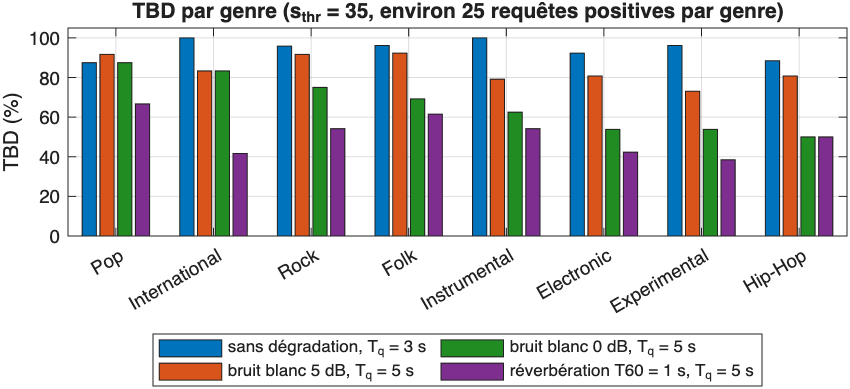 TBD par genre (sthr = 35, environ 25 requêtes positives par genre)
TBD (%)
100
80
60
40
20
0
Pop
International
Rock
Folk
Instrumental
Electronic
Experimental
Hip-Hop
sans dégradation, Tq = 3 s
bruit blanc 5 dB, Tq = 5 s
bruit blanc 0 dB, Tq = 5 s
réverbération T60 = 1 s, Tq = 5 s